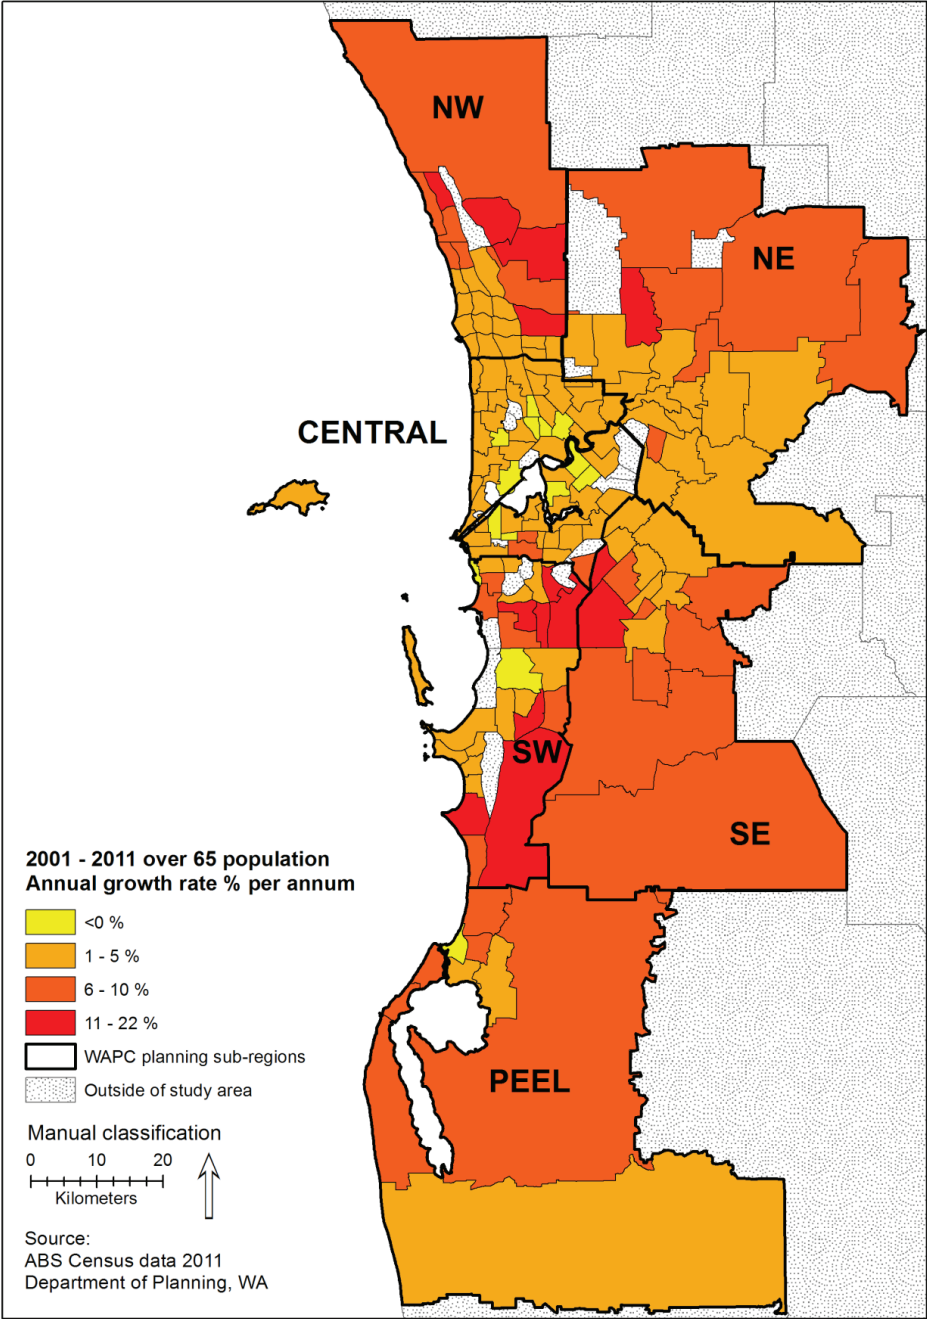 NW
NE
CENTRAL
SW
SE
2001 - 2011 over 65 population
Annual growth rate % per annum
<0 %
1 - 5 %
6 - 10 %
11 - 22 %
WAPC planning sub-regions
Outside of study area
PEEL
Manual classification
0 10 20
Kilometers
Source:
ABS Census data 2011
Department of Planning, WA